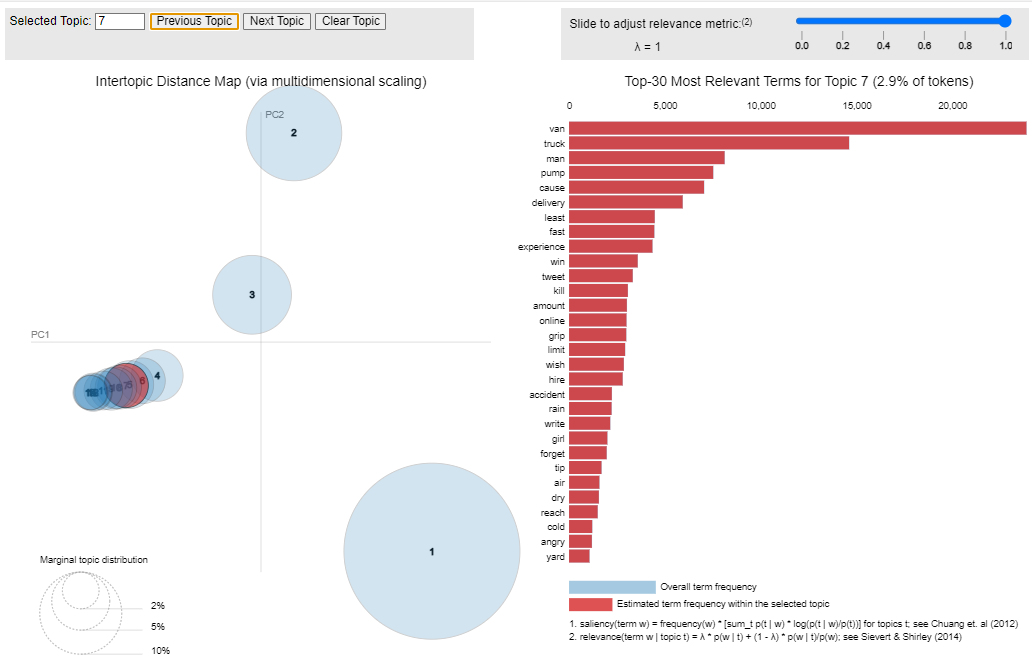 Selected Topic: 7 Previous Topic Next Topic Clear Topic
Slide to adjust relevance metric:(2)
λ = 1
0.0 0.2 0.4 0.6 0.8 1.0
Intertopic Distance Map (via multidimensional scaling)
PC2
2
3
PC1
4
1
Marginal topic distribution
2%
5%
10%
Top-30 Most Relevant Terms for Topic 7 (2.9% of tokens)
0 5,000 10,000 15,000 20,000
van
truck
man
pump
cause
delivery
least
fast
experience
win
tweet
kill
amount
online
grip
limit
wish
hire
accident
rain
write
girl
forget
tip
air
dry
reach
cold
angry
yard
Overall term frequency
Estimated term frequency within the selected topic
1. saliency(term w) = frequency(w) * [sum_t p(t | w) * log(p(t | w)/p(t))] for topics t; see Chuang et. al (2012)
2. relevance(term w | topic t) = λ * p(w | t) + (1 - λ) * p(w | t)/p(w); see Sievert & Shirley (2014)